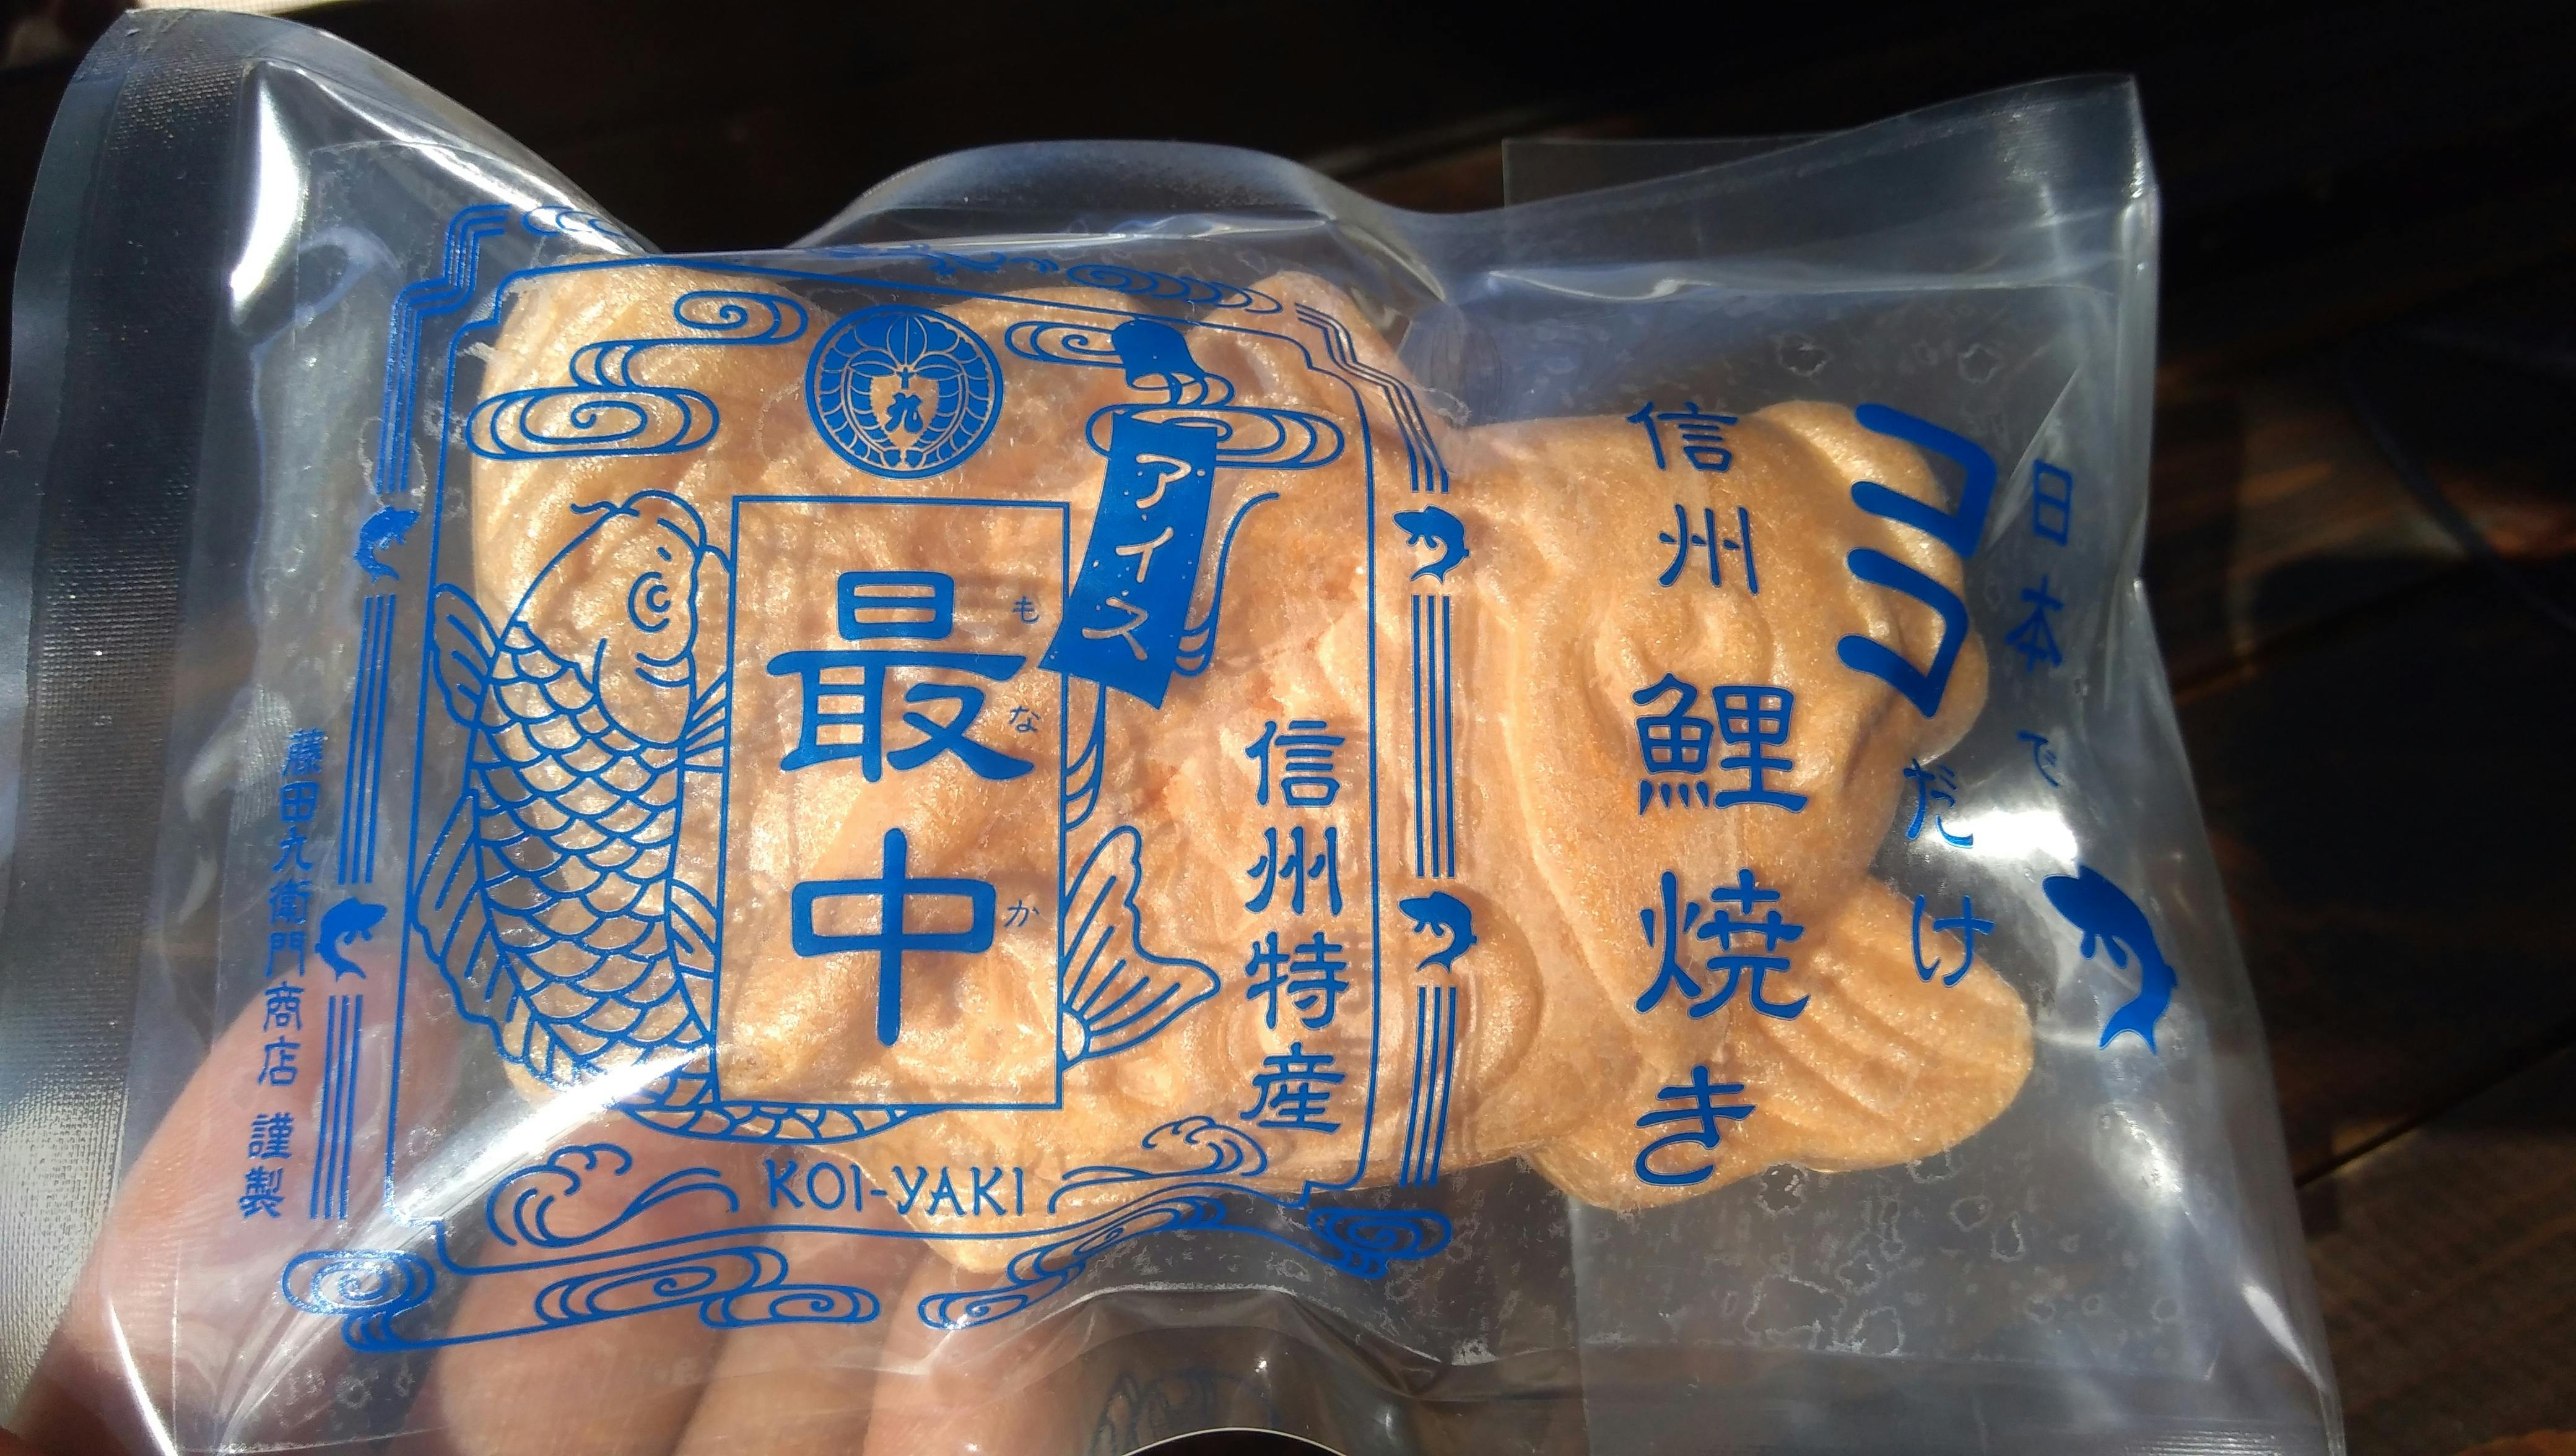 日本で
ココだけ
信州 鯉焼き
アイス
最中
もなか
信州特産
九
KOI-YAKI
藤田九衛門商店 謹製